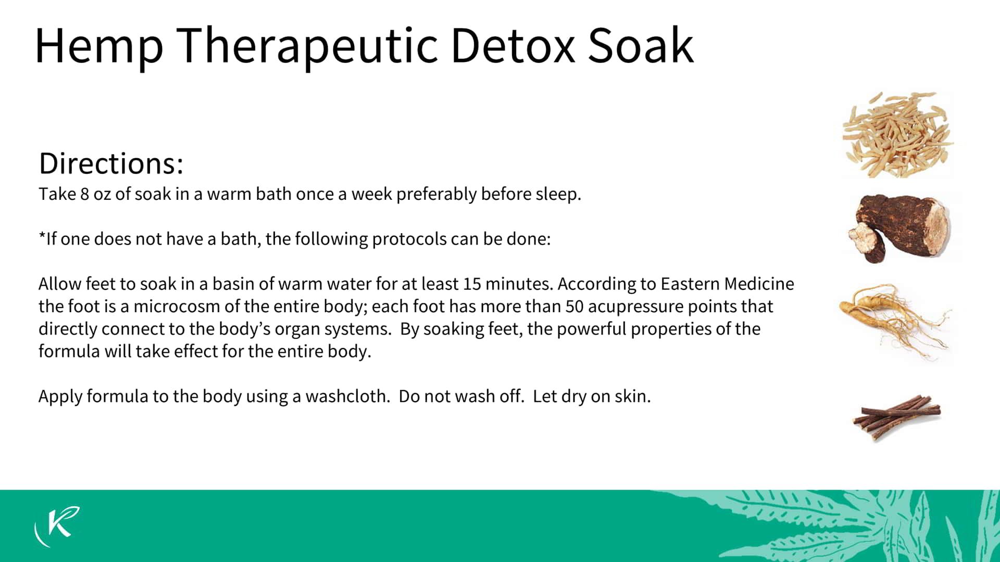 Hemp Therapeutic Detox Soak
Directions:
Take 8 oz of soak in a warm bath once a week preferably before sleep.
*If one does not have a bath, the following protocols can be done:
Allow feet to soak in a basin of warm water for at least 15 minutes. According to Eastern Medicine
the foot is a microcosm of the entire body; each foot has more than 50 acupressure points that
directly connect to the body’s organ systems.  By soaking feet, the powerful properties of the
formula will take effect for the entire body.
Apply formula to the body using a washcloth.  Do not wash off.  Let dry on skin.
K